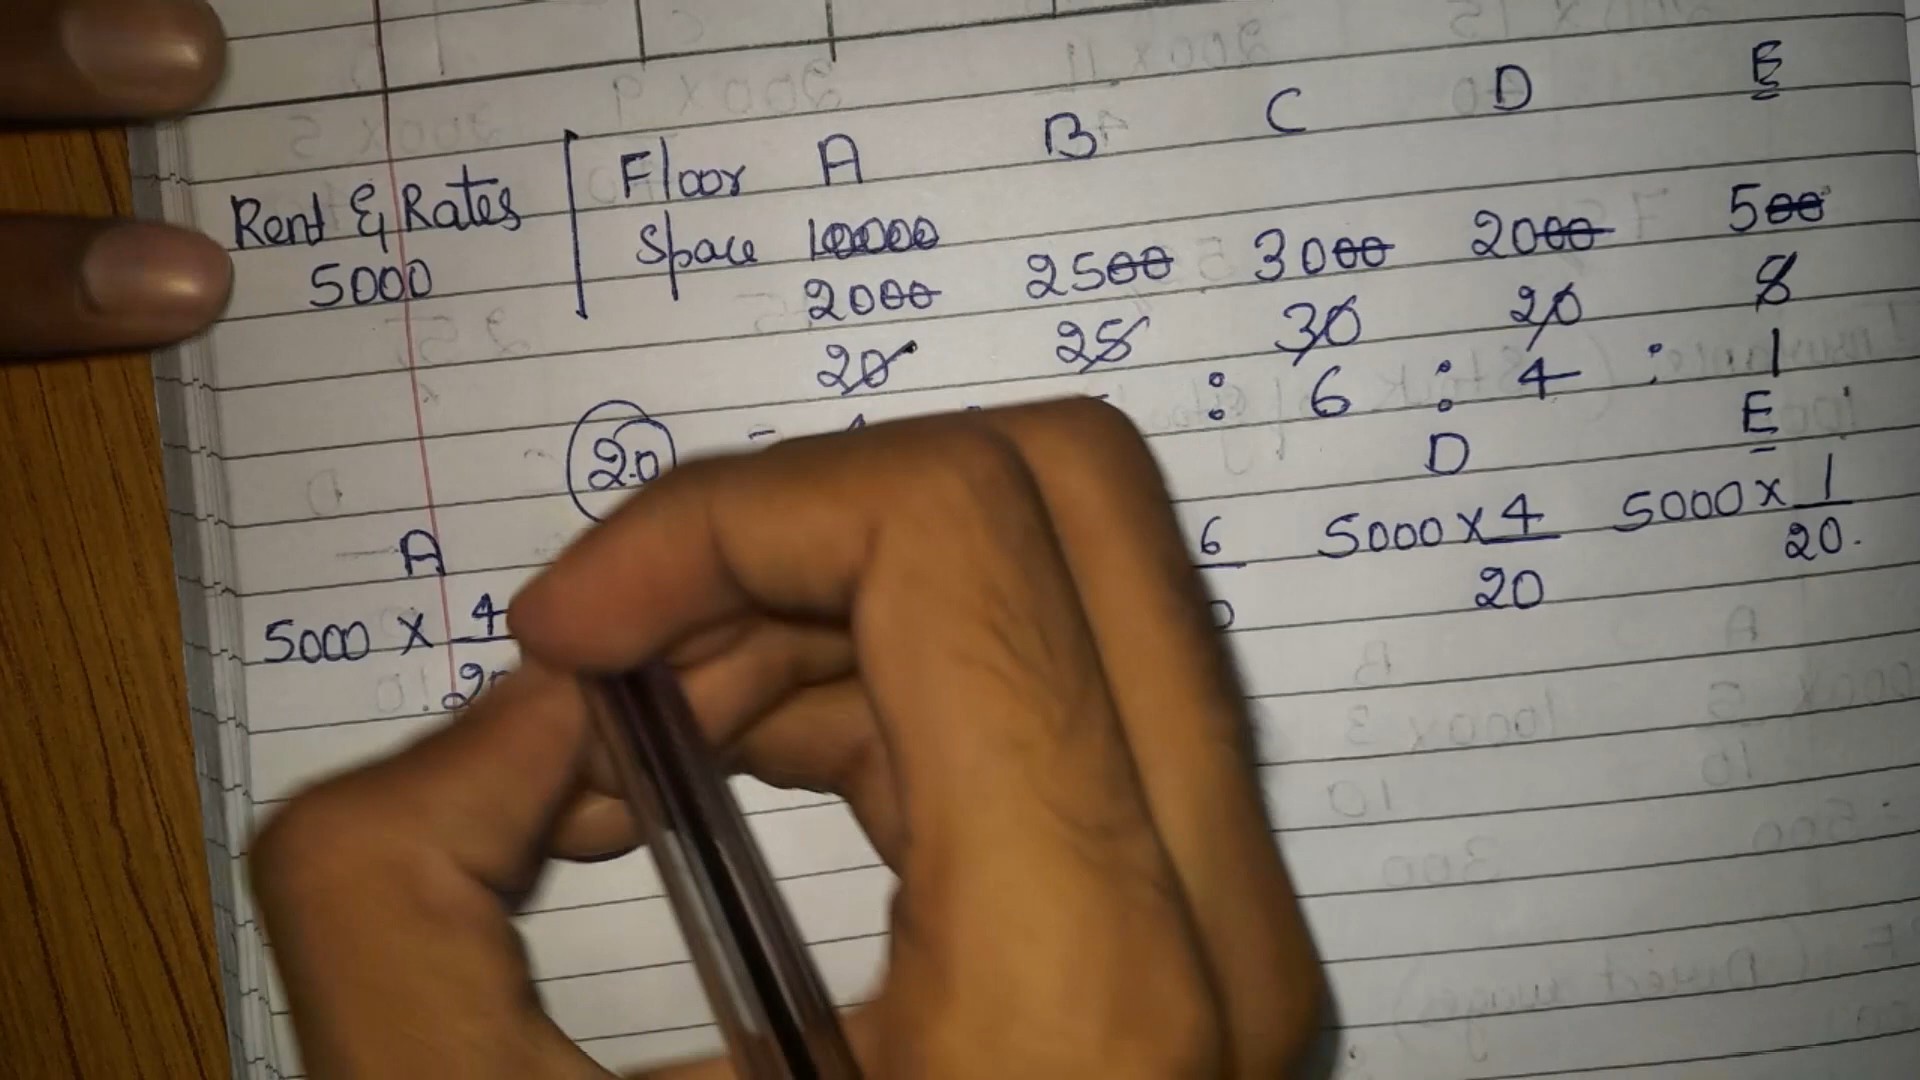 A B C D E
Rent & Rates Floor
5000 Space 10000
2000 2500 3000 2000 500
20 25 30 20 5
20 = : 6 : 4 : 1
A D E
5000 × 4 6 5000 × 4 5000 × 1
20 20 20.